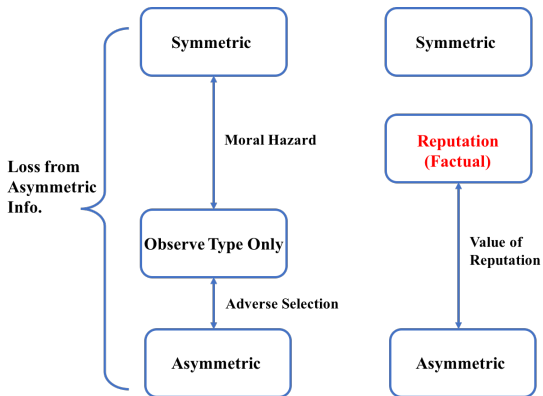 Symmetric
Symmetric
Moral Hazard
Reputation
(Factual)
Loss from
Asymmetric
Info.
Observe Type Only
Value of
Reputation
Adverse Selection
Asymmetric
Asymmetric